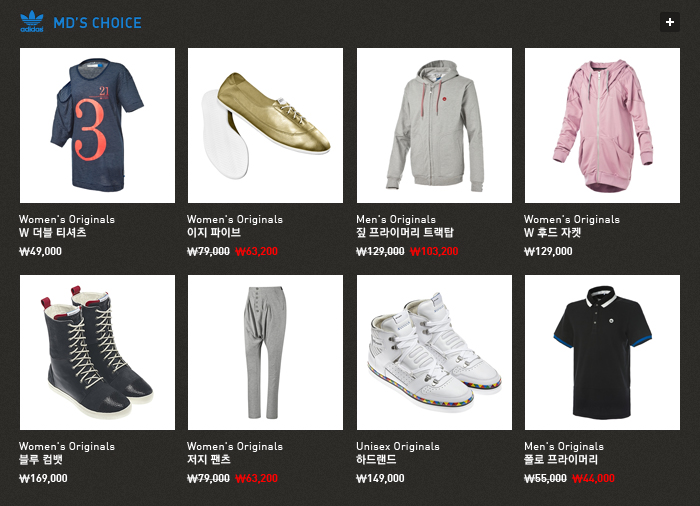 adidas MD'S CHOICE
+
21
3
Women's Originals
W 더블 티셔츠
₩49,000
Women's Originals
이지 파이브
₩79,000 ₩63,200
Men's Originals
짚 프라이머리 트랙탑
₩129,000 ₩103,200
Women's Originals
W 후드 자켓
₩129,000
Women's Originals
블루 컴뱃
₩169,000
Women's Originals
저지 팬츠
₩79,000 ₩63,200
Unisex Originals
하드랜드
₩149,000
Men's Originals
폴로 프라이머리
₩55,000 ₩44,000